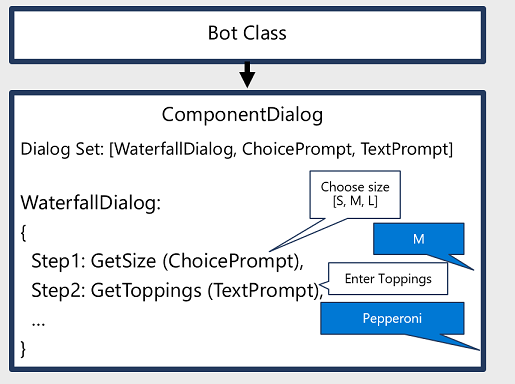 Bot Class
ComponentDialog
Dialog Set: [WaterfallDialog, ChoicePrompt, TextPrompt]
Choose size
[S, M, L]
WaterfallDialog:
{
M
Step1: GetSize (ChoicePrompt),
Enter Toppings
Step2: GetToppings (TextPrompt),
Pepperoni
...
}